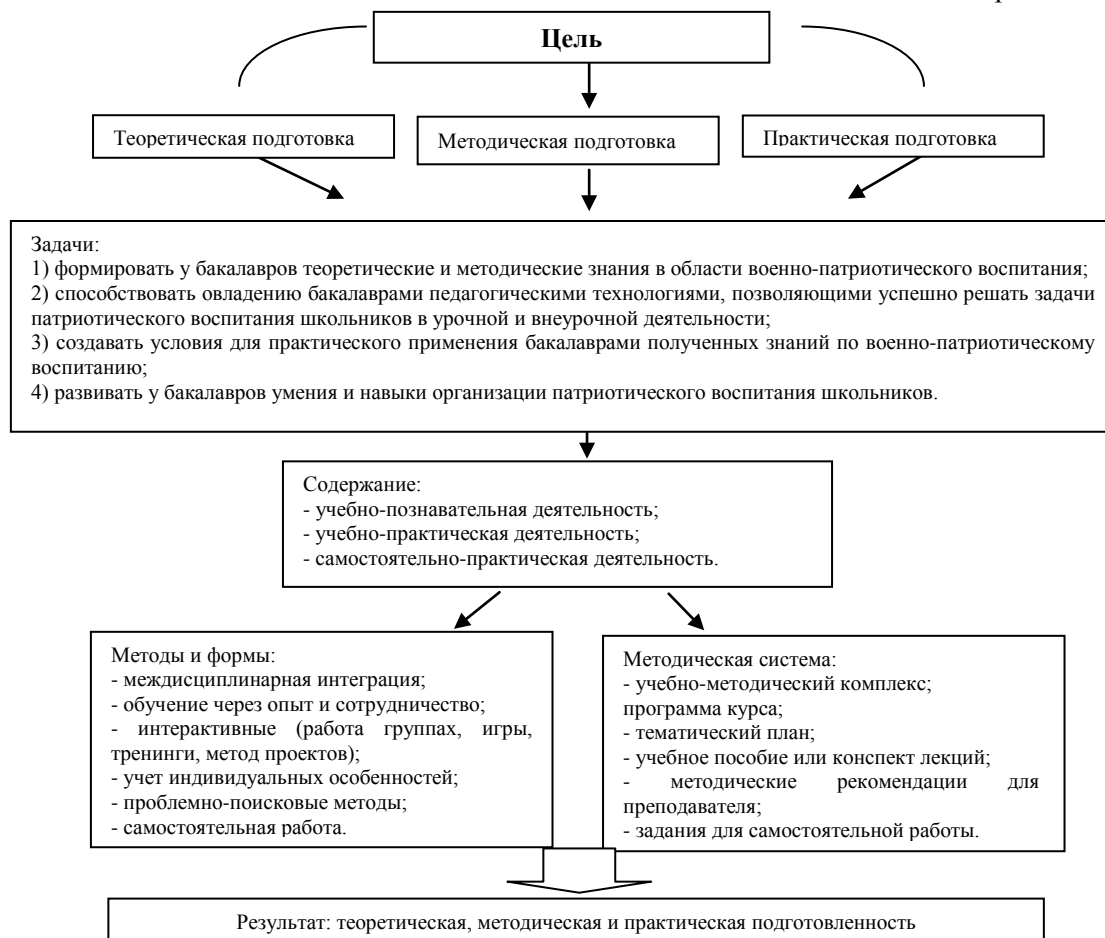 Цель
Теоретическая подготовка
Методическая подготовка
Практическая подготовка
Задачи:
1) формировать у бакалавров теоретические и методические знания в области военно-патриотического воспитания;
2) способствовать овладению бакалаврами педагогическими технологиями, позволяющими успешно решать задачи
патриотического воспитания школьников в урочной и внеурочной деятельности;
3) создавать условия для практического применения бакалаврами полученных знаний по военно-патриотическому
воспитанию;
4) развивать у бакалавров умения и навыки организации патриотического воспитания школьников.
Содержание:
- учебно-познавательная деятельность;
- учебно-практическая деятельность;
- самостоятельно-практическая деятельность.
Методы и формы:
- междисциплинарная интеграция;
- обучение через опыт и сотрудничество;
- интерактивные (работа группах, игры,
тренинги, метод проектов);
- учет индивидуальных особенностей;
- проблемно-поисковые методы;
- самостоятельная работа.
Методическая система:
- учебно-методический комплекс;
программа курса;
- тематический план;
- учебное пособие или конспект лекций;
- методические рекомендации для
преподавателя;
- задания для самостоятельной работы.
Результат: теоретическая, методическая и практическая подготовленность